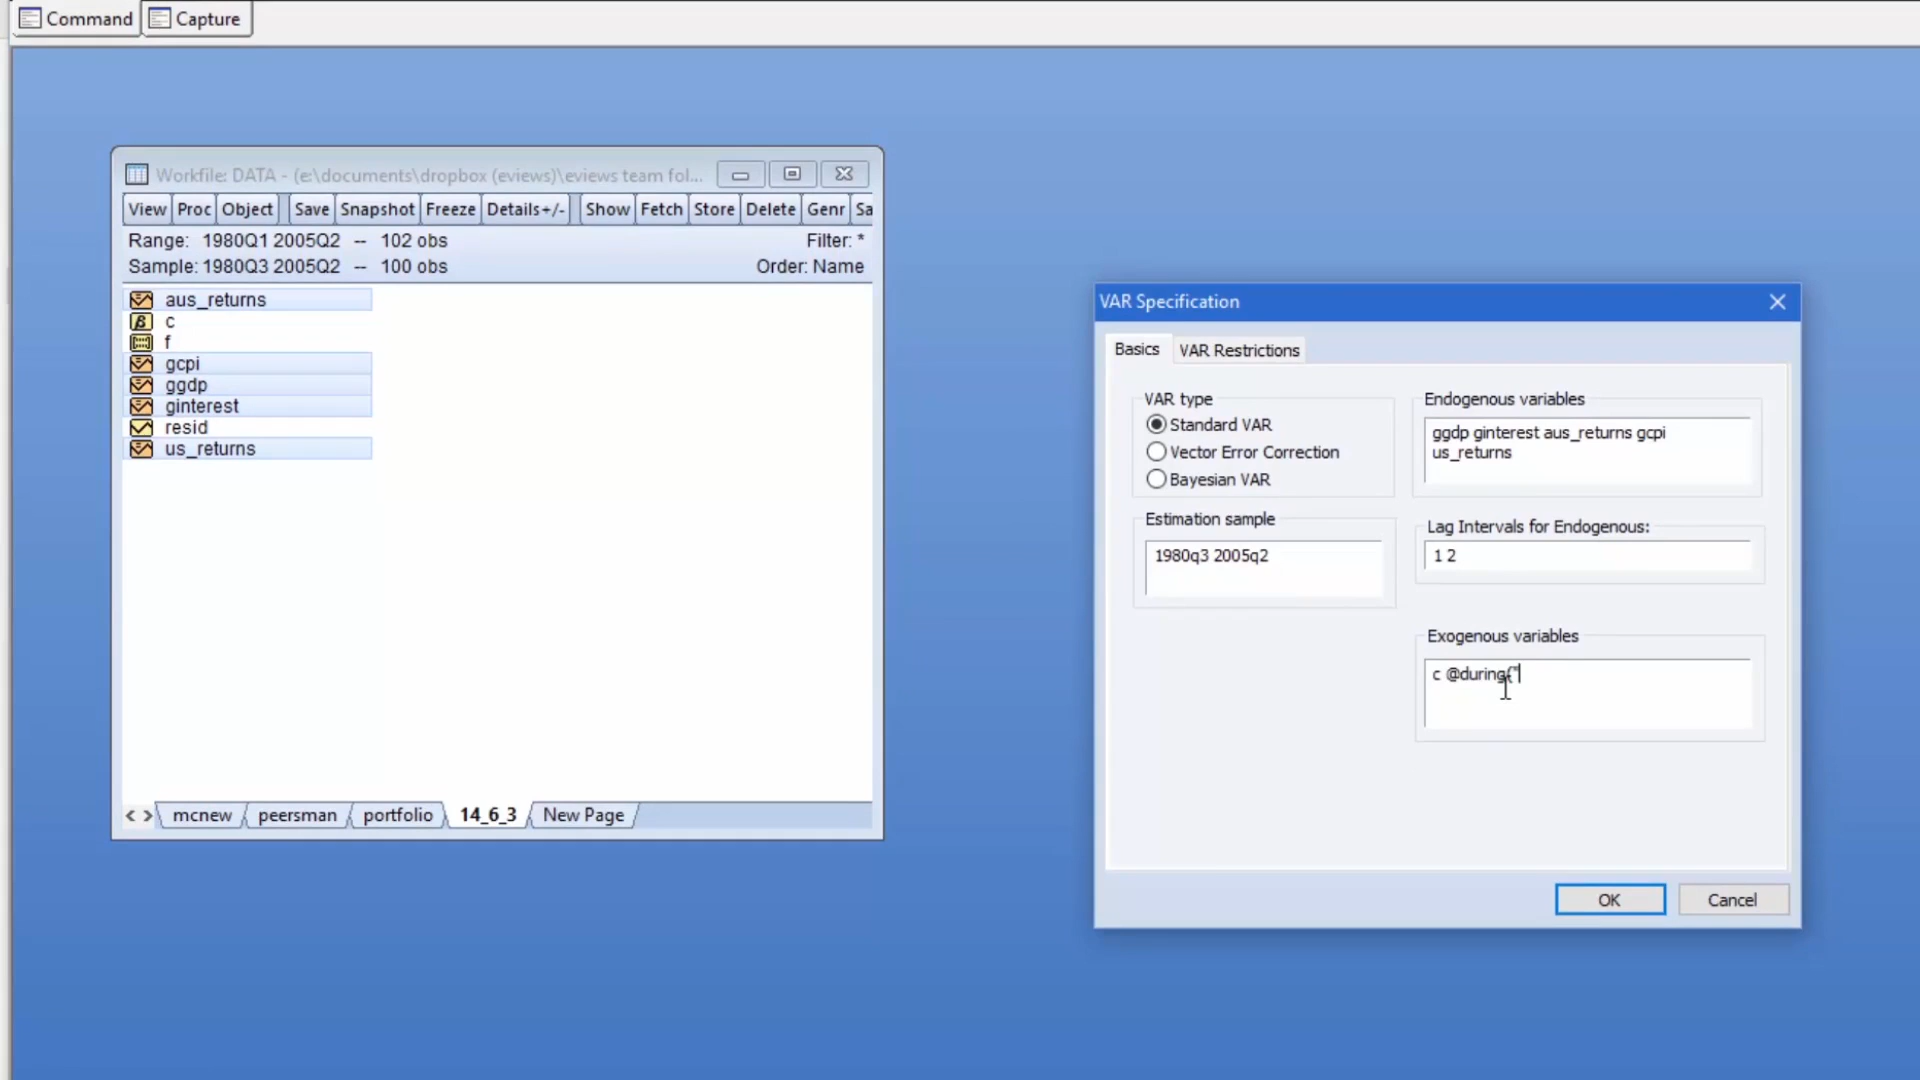 Command Capture
Workfile: DATA - (e:\documents\dropbox (eviews)\eviews team fol...
View Proc Object Save Snapshot Freeze Details+/- Show Fetch Store Delete Genr Sa
Range: 1980Q1 2005Q2 -- 102 obs Filter: *
Sample: 1980Q3 2005Q2 -- 100 obs Order: Name
aus_returns
c
f
gcpi
ggdp
ginterest
resid
us_returns
< > mcnew peersman portfolio 14_6_3 New Page
VAR Specification
Basics VAR Restrictions
VAR type
Standard VAR
Vector Error Correction
Bayesian VAR
Estimation sample
1980q3 2005q2
Endogenous variables
ggdp ginterest aus_returns gcpi
us_returns
Lag Intervals for Endogenous:
1 2
Exogenous variables
c @during("
OK Cancel